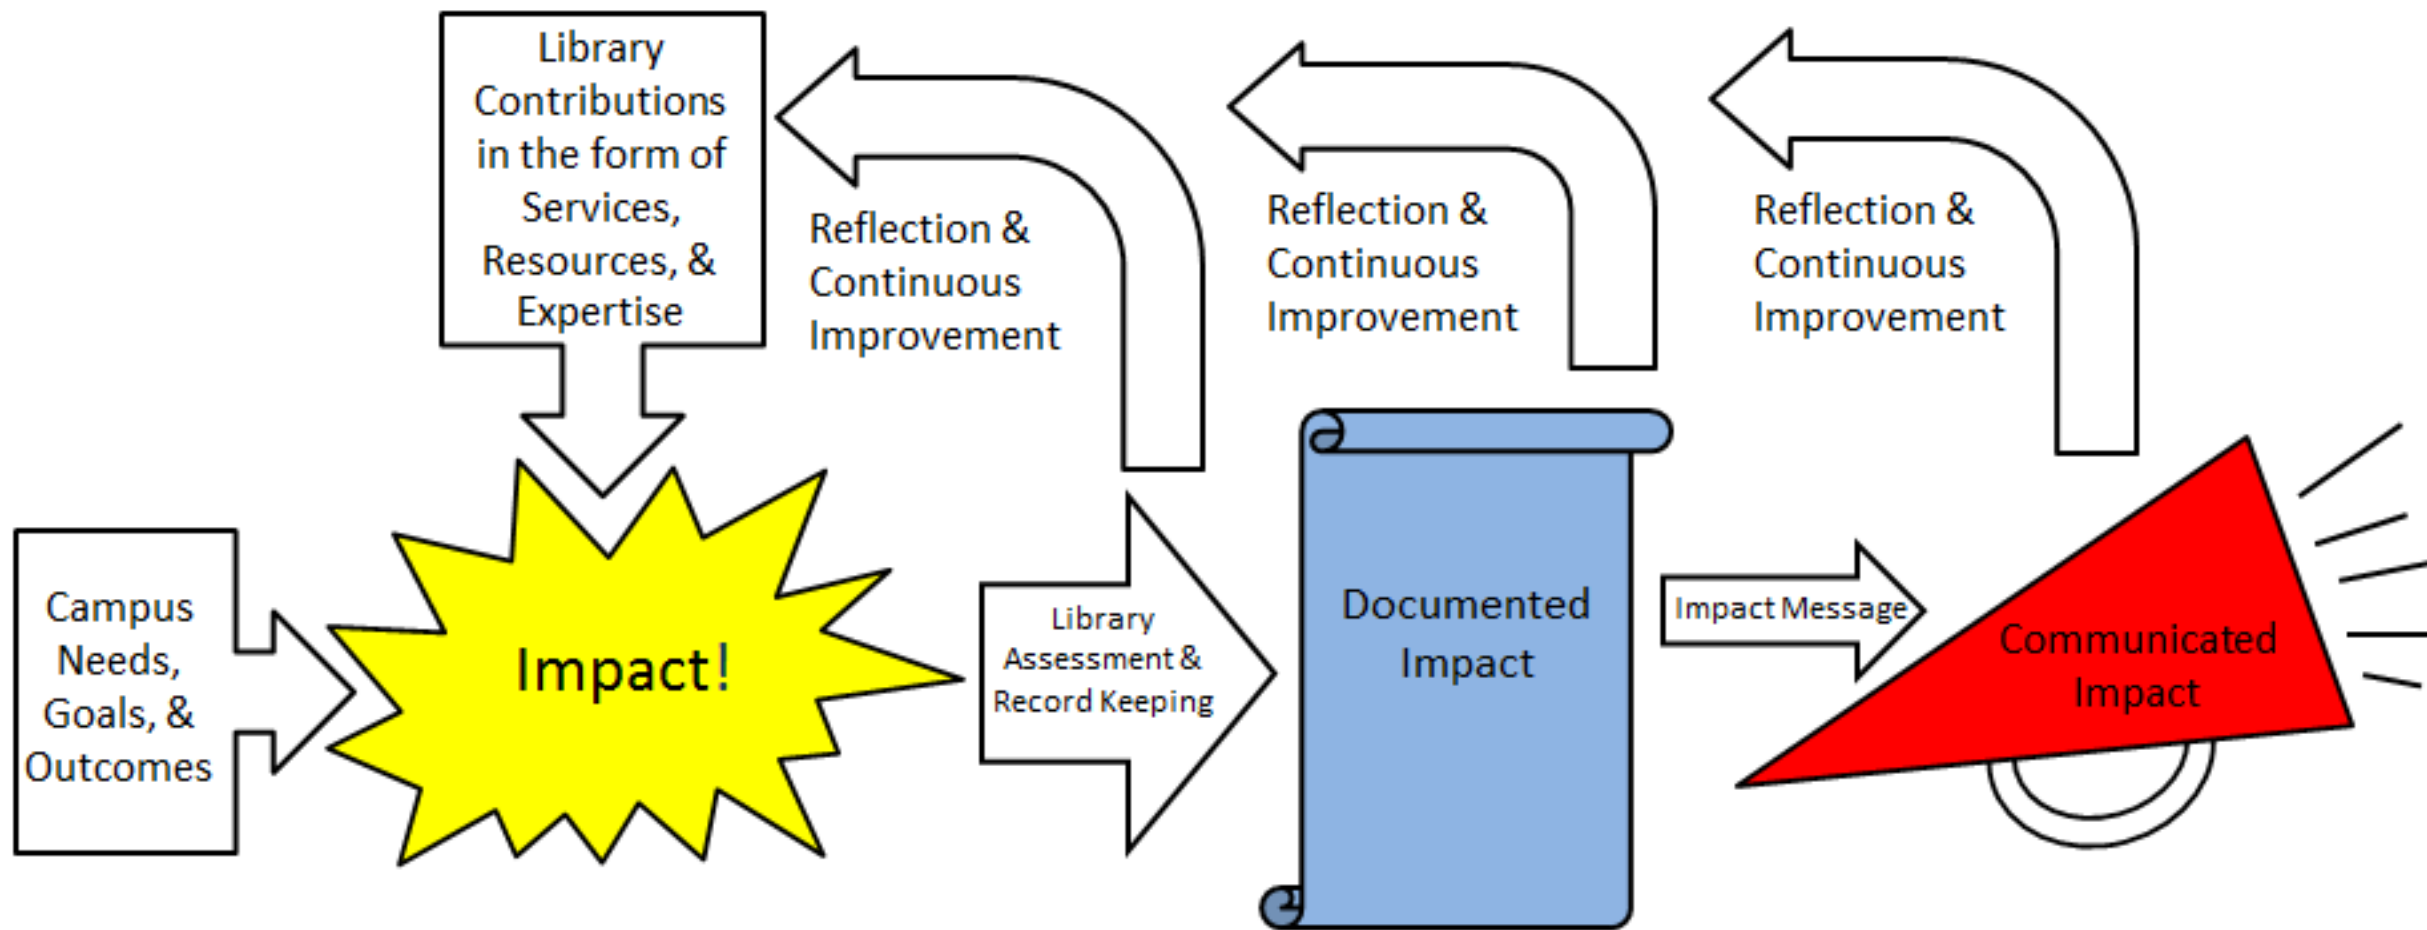 Library
Contributions
in the form of
Services,
Resources, &
Expertise
Reflection &
Continuous
Improvement
Reflection &
Continuous
Improvement
Reflection &
Continuous
Improvement
Campus
Needs,
Goals, &
Outcomes
Impact!
Library
Assessment &
Record Keeping
Documented
Impact
Impact Message
Communicated
Impact